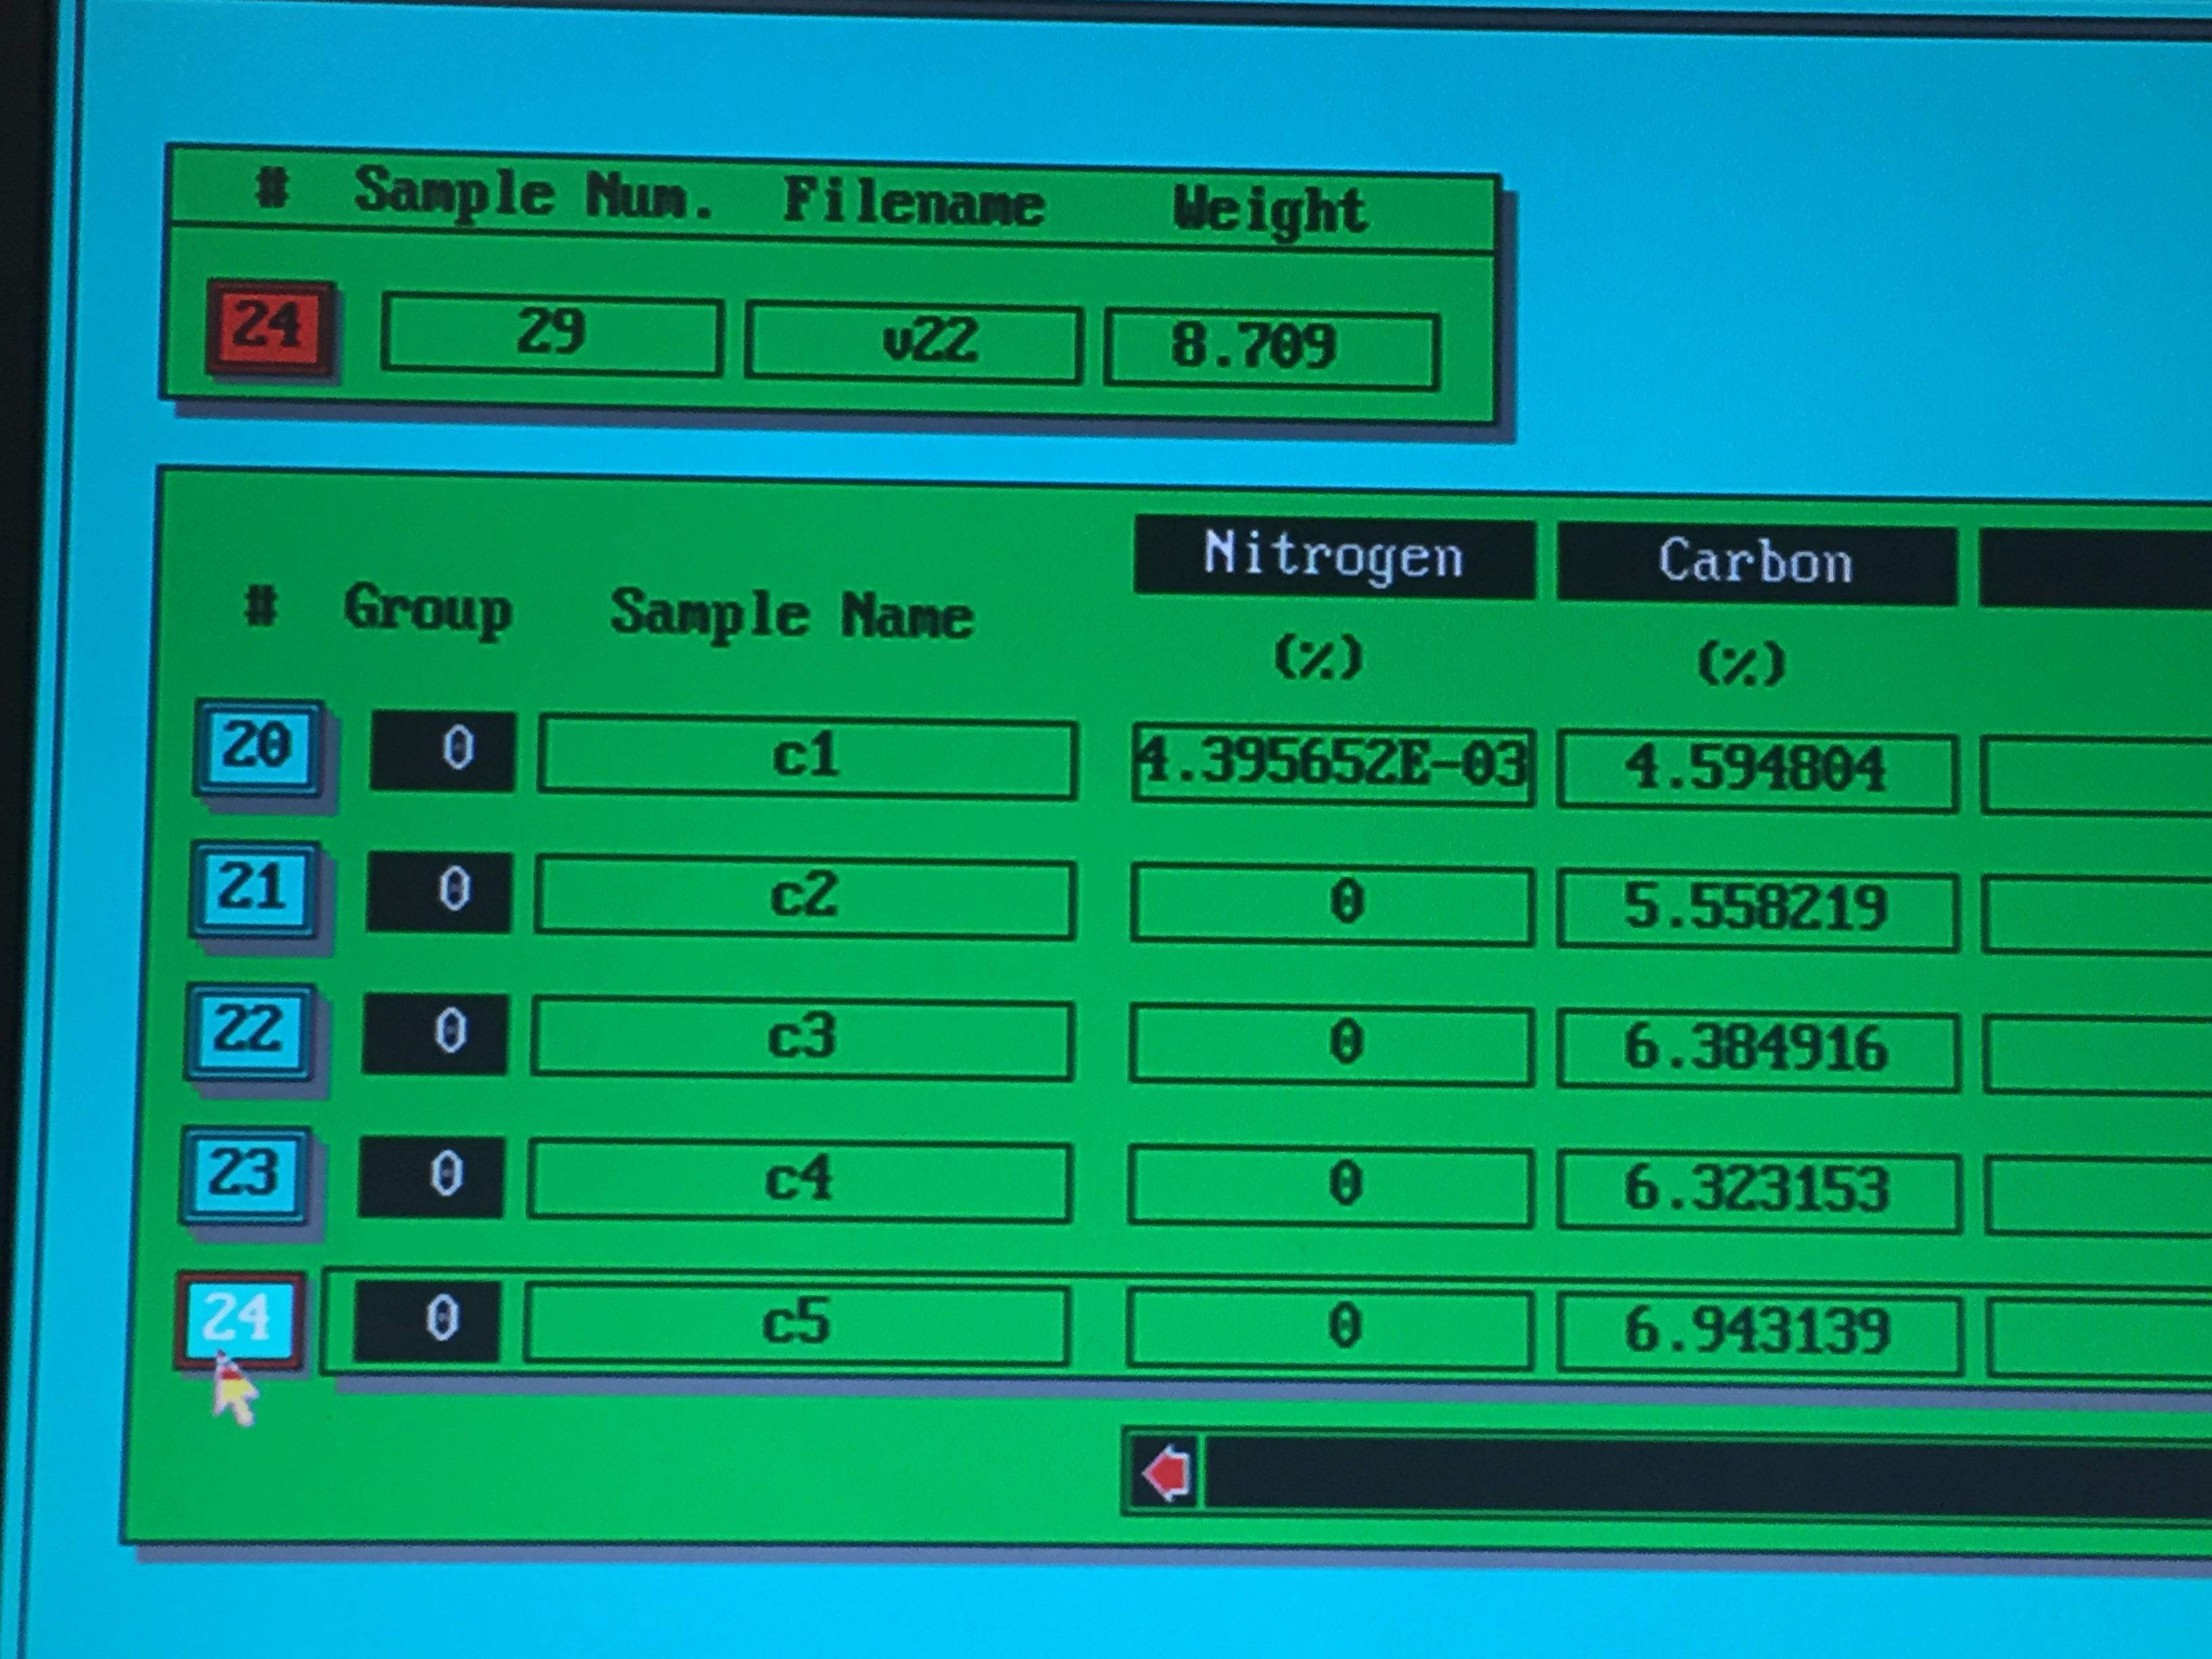 # Sample Num. Filename Weight
24 29 v22 8.709
Nitrogen Carbon
# Group Sample Name (%) (%)
20 0 c1 4.395652E-03 4.594804
21 0 c2 0 5.558219
22 0 c3 0 6.384916
23 0 c4 0 6.323153
24 0 c5 0 6.943139